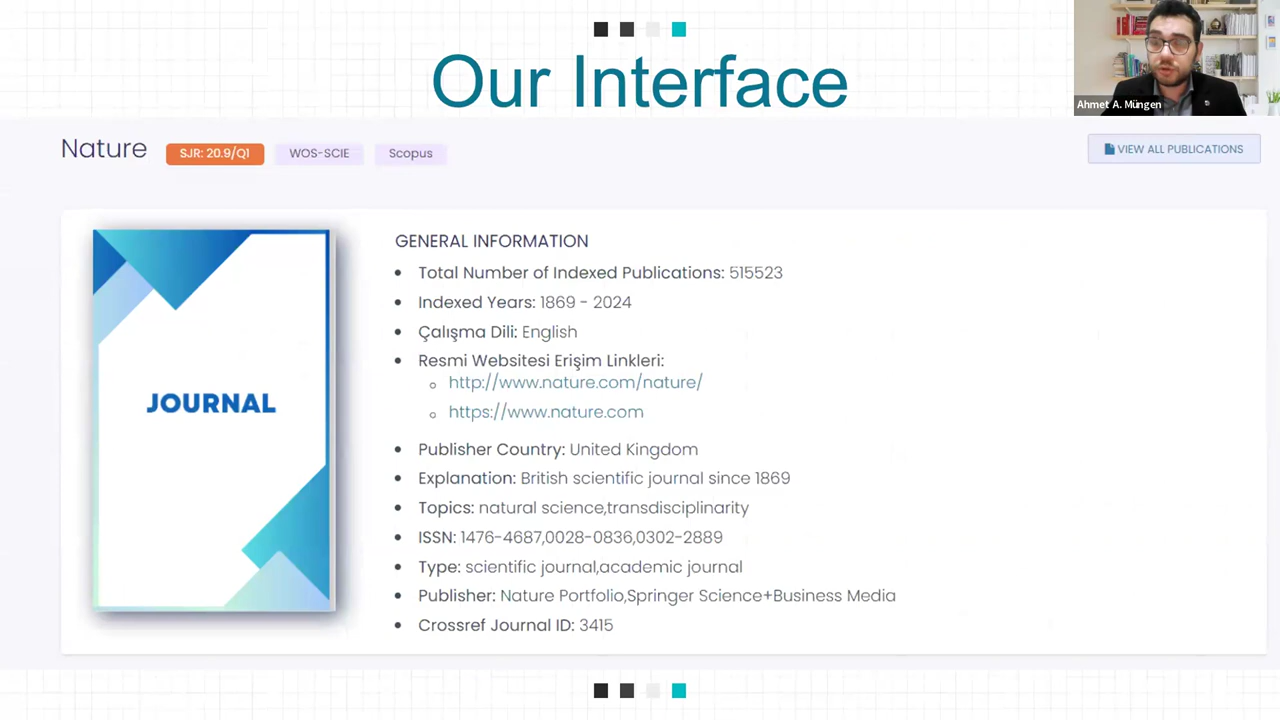 Our Interface
Ahmet A. Müngen
Nature
SJR: 20.9/Q1
WOS-SCIE
Scopus
VIEW ALL PUBLICATIONS
JOURNAL
GENERAL INFORMATION
Total Number of Indexed Publications: 515523
Indexed Years: 1869 - 2024
Çalışma Dili: English
Resmi Websitesi Erişim Linkleri:
http://www.nature.com/nature/
https://www.nature.com
Publisher Country: United Kingdom
Explanation: British scientific journal since 1869
Topics: natural science,transdisciplinarity
ISSN: 1476-4687,0028-0836,0302-2889
Type: scientific journal,academic journal
Publisher: Nature Portfolio,Springer Science+Business Media
Crossref Journal ID: 3415